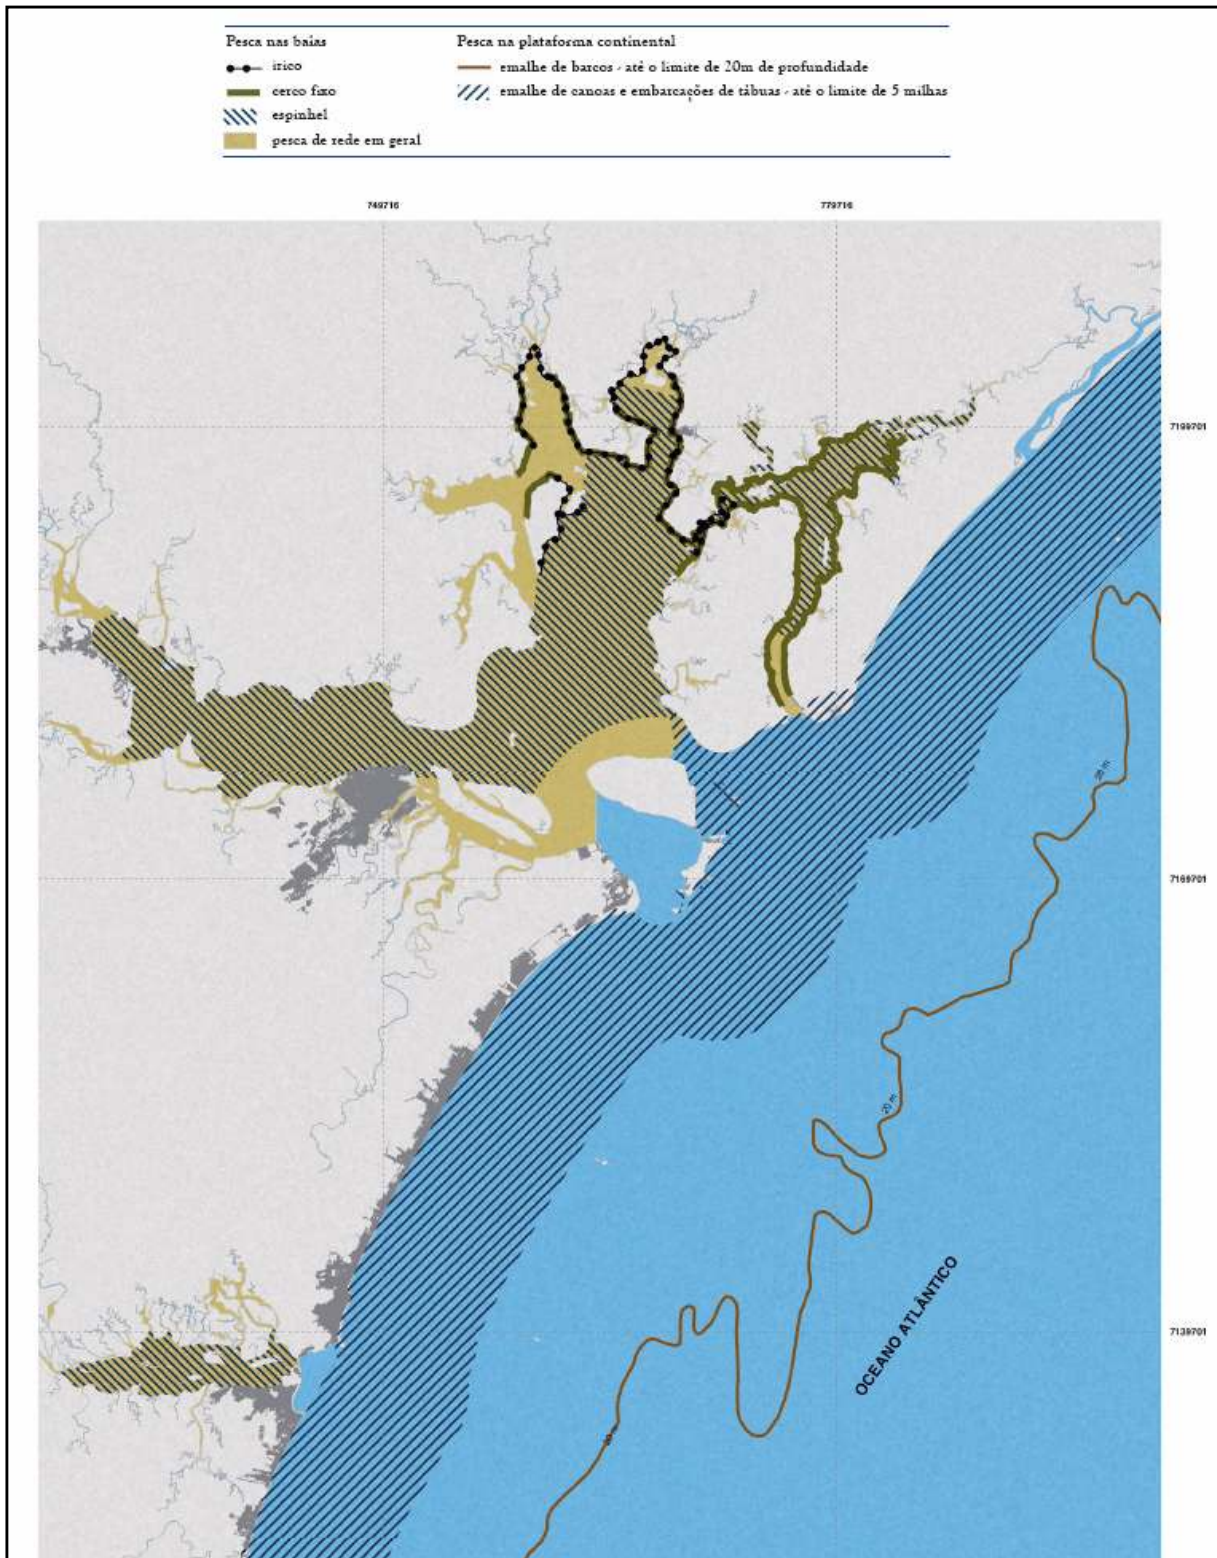 Pesca nas baías
irico
cerco fixo
espinhel
pesca de rede em geral
Pesca na plataforma continental
emalhe de barcos - até o limite de 20m de profundidade
emalhe de canoas e embarcações de tábuas - até o limite de 5 milhas
749716
779716
7199701
7169701
7139701
20 m
20 m
20 m
OCEANO ATLÂNTICO